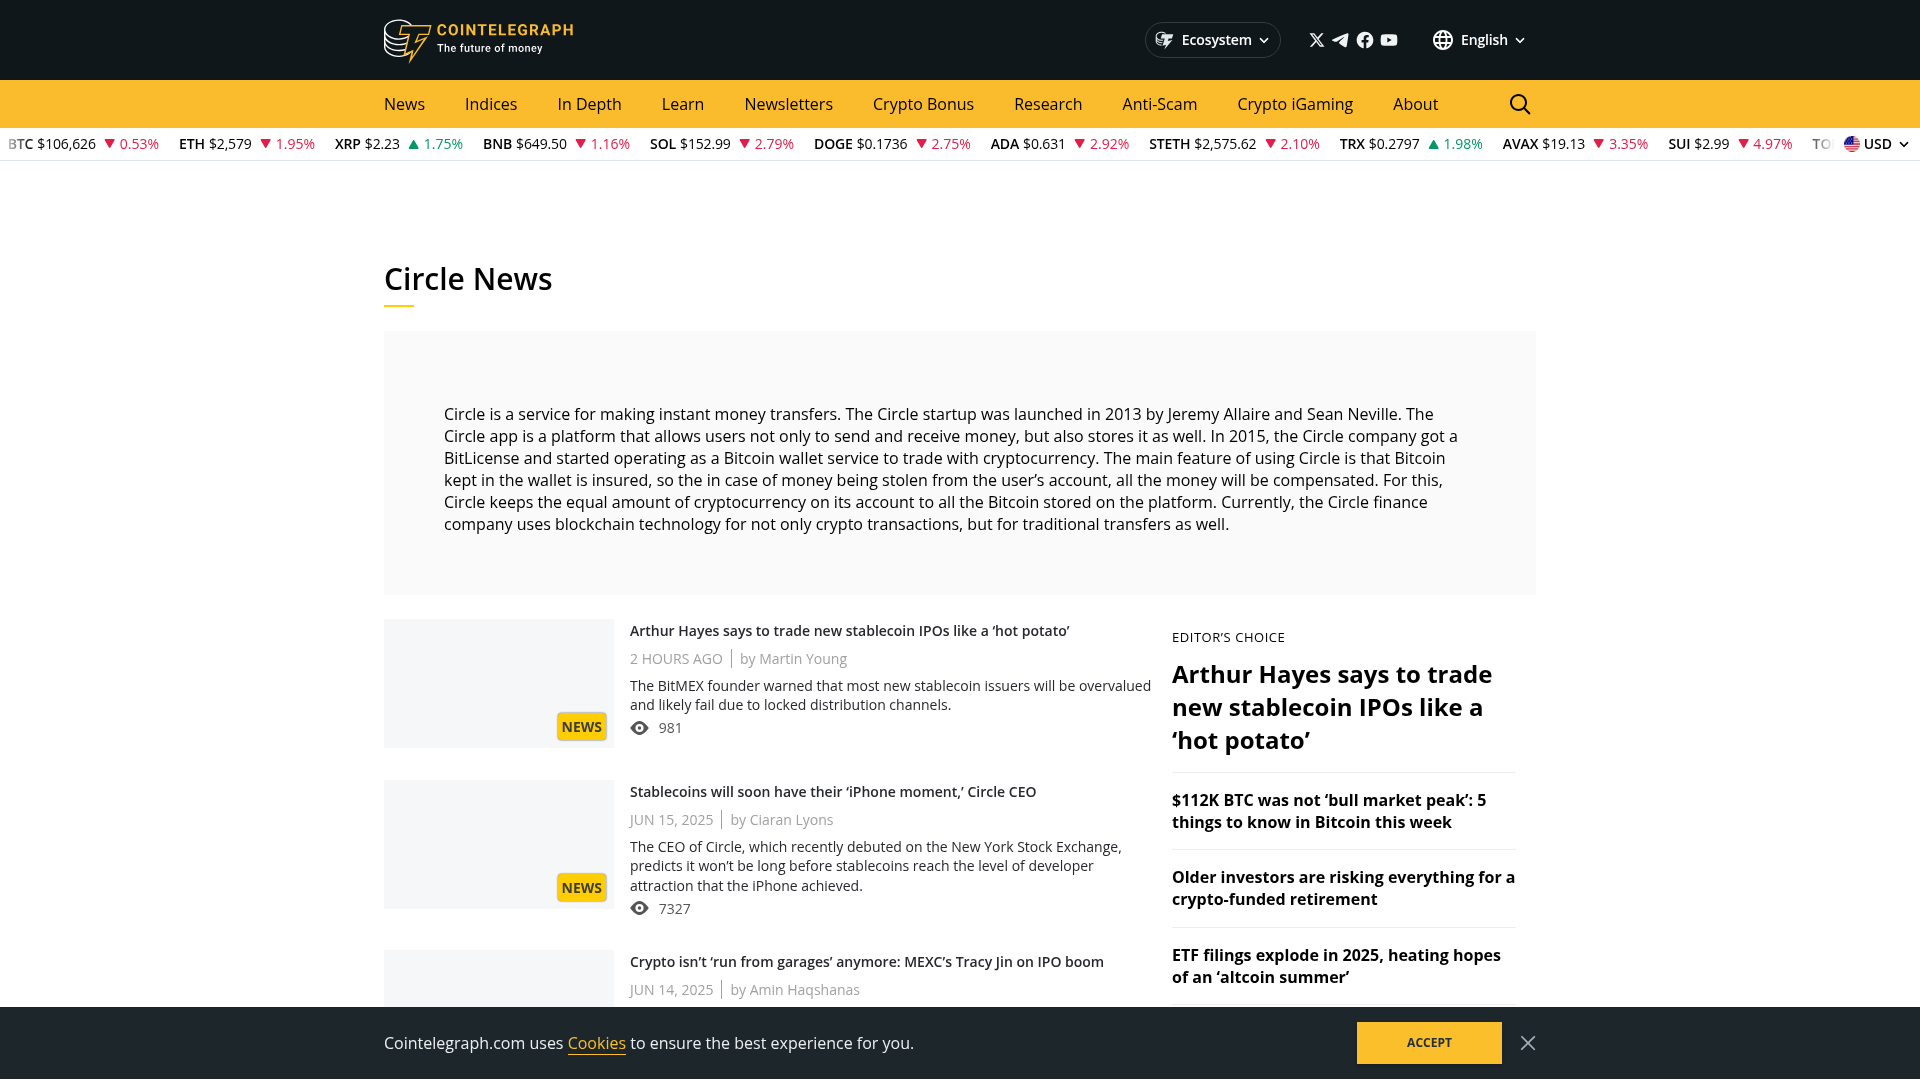 COINTELEGRAPH
The future of money
Ecosystem
English
News Indices In Depth Learn Newsletters Crypto Bonus Research Anti-Scam Crypto iGaming About
BTC $106,626 ▼ 0.53% ETH $2,579 ▼ 1.95% XRP $2.23 ▲ 1.75% BNB $649.50 ▼ 1.16% SOL $152.99 ▼ 2.79% DOGE $0.1736 ▼ 2.75% ADA $0.631 ▼ 2.92% STETH $2,575.62 ▼ 2.10% TRX $0.2797 ▲ 1.98% AVAX $19.13 ▼ 3.35% SUI $2.99 ▼ 4.97% USD
Circle News
Circle is a service for making instant money transfers. The Circle startup was launched in 2013 by Jeremy Allaire and Sean Neville. The
Circle app is a platform that allows users not only to send and receive money, but also stores it as well. In 2015, the Circle company got a
BitLicense and started operating as a Bitcoin wallet service to trade with cryptocurrency. The main feature of using Circle is that Bitcoin
kept in the wallet is insured, so the in case of money being stolen from the user’s account, all the money will be compensated. For this,
Circle keeps the equal amount of cryptocurrency on its account to all the Bitcoin stored on the platform. Currently, the Circle finance
company uses blockchain technology for not only crypto transactions, but for traditional transfers as well.
NEWS
Arthur Hayes says to trade new stablecoin IPOs like a ‘hot potato’
2 HOURS AGO by Martin Young
The BitMEX founder warned that most new stablecoin issuers will be overvalued
and likely fail due to locked distribution channels.
981
NEWS
Stablecoins will soon have their ‘iPhone moment,’ Circle CEO
JUN 15, 2025 by Ciaran Lyons
The CEO of Circle, which recently debuted on the New York Stock Exchange,
predicts it won’t be long before stablecoins reach the level of developer
attraction that the iPhone achieved.
7327
Crypto isn’t ‘run from garages’ anymore: MEXC’s Tracy Jin on IPO boom
JUN 14, 2025 by Amin Haqshanas
EDITOR’S CHOICE
Arthur Hayes says to trade
new stablecoin IPOs like a
‘hot potato’
$112K BTC was not ‘bull market peak’: 5
things to know in Bitcoin this week
Older investors are risking everything for a
crypto-funded retirement
ETF filings explode in 2025, heating hopes
of an ‘altcoin summer’
Cointelegraph.com uses Cookies to ensure the best experience for you.
ACCEPT